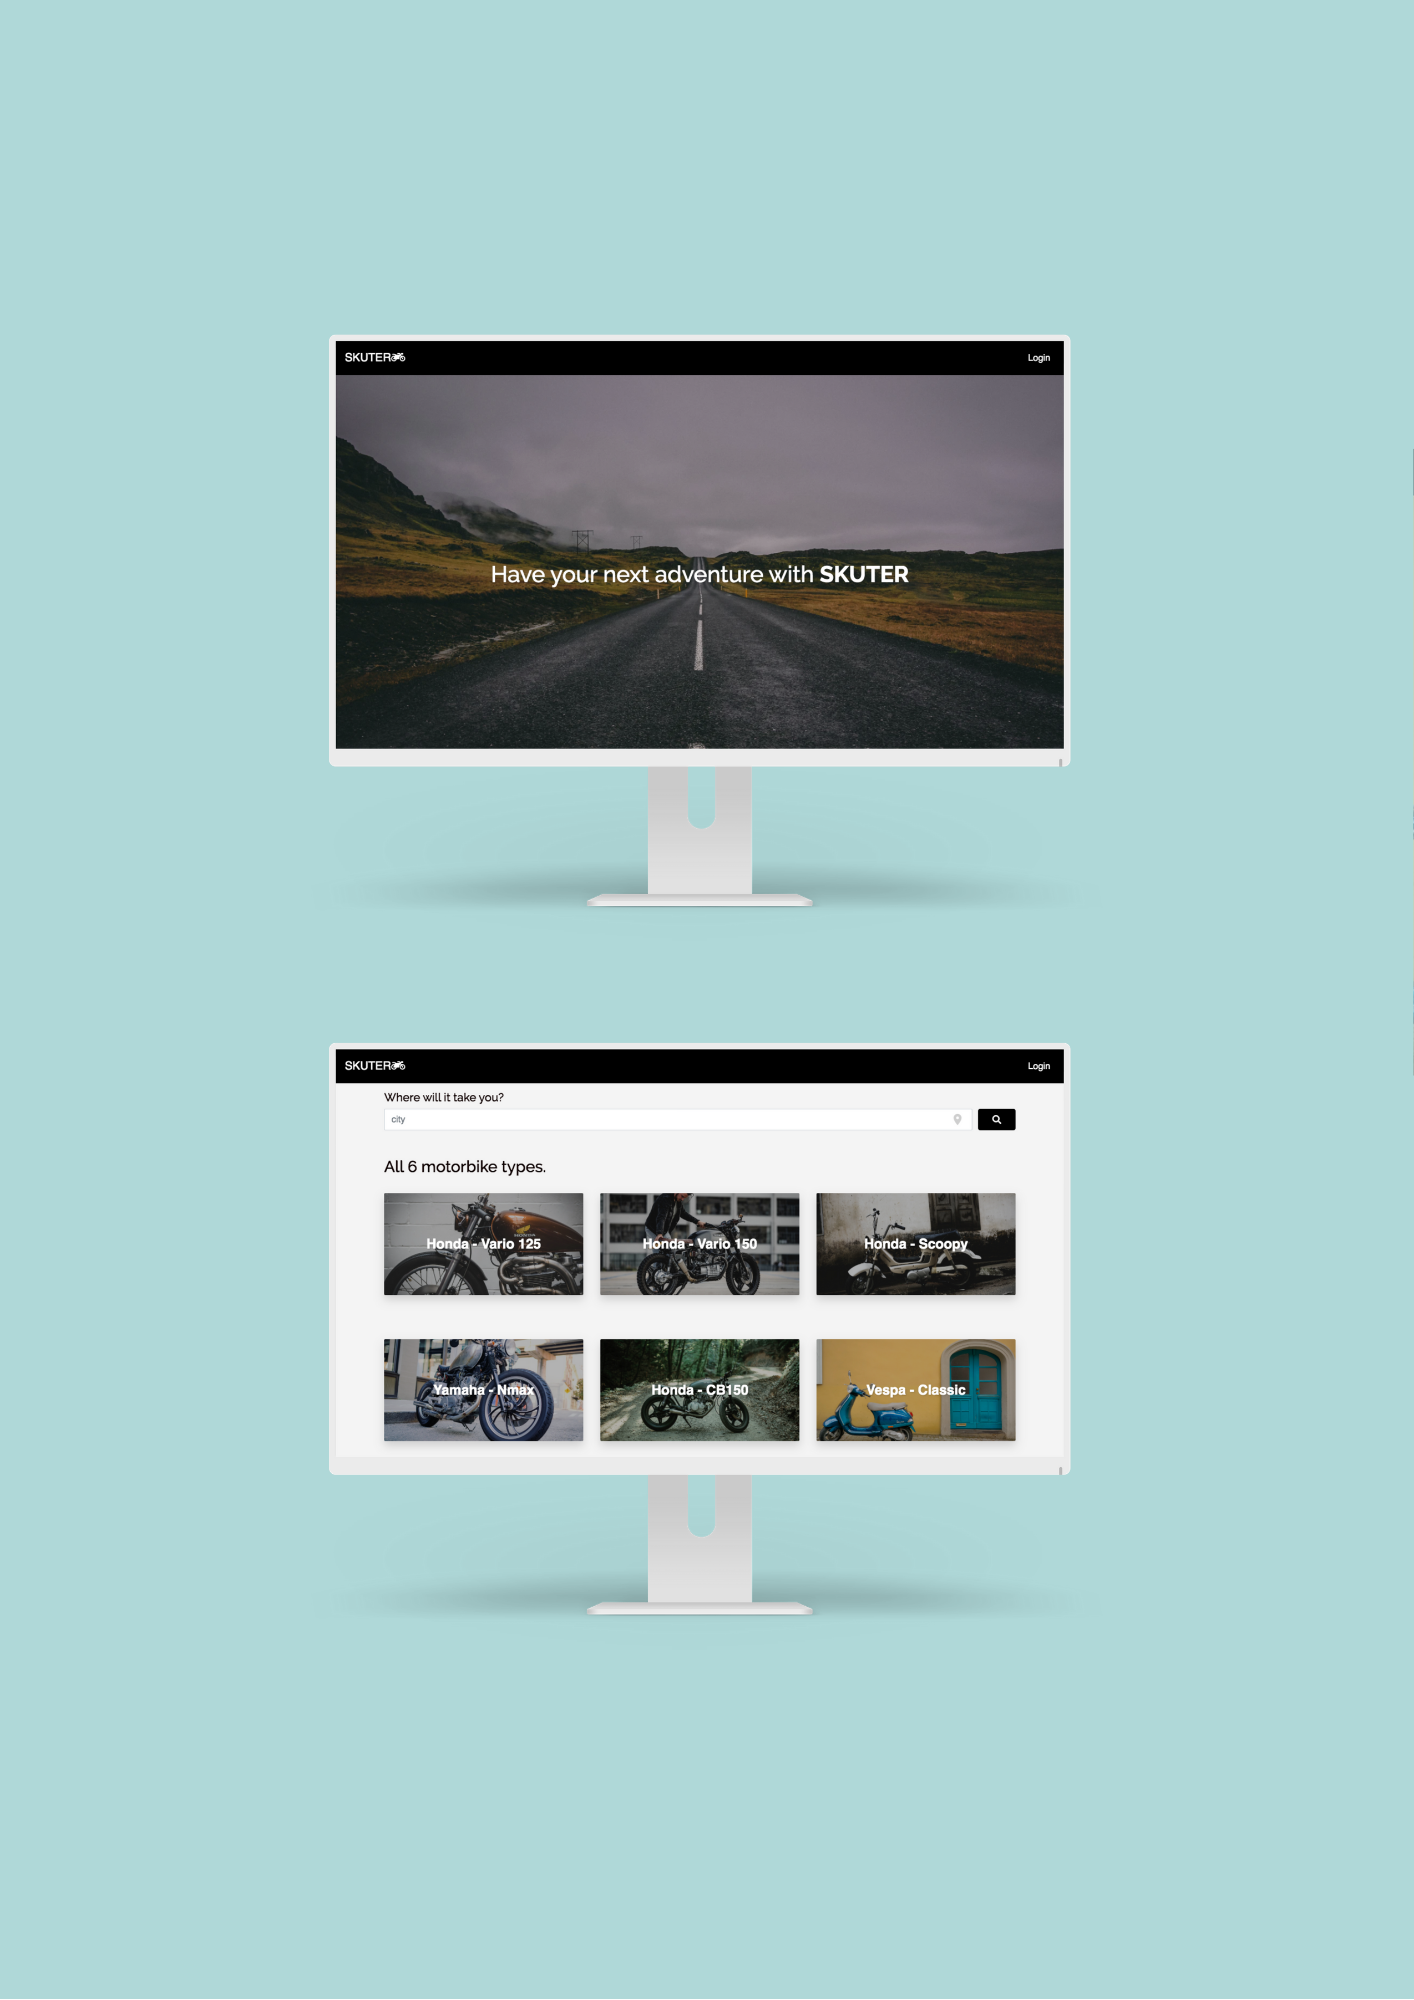 SKUTER
Login
Have your next adventure with SKUTER
SKUTER
Login
Where will it take you?
city
All 6 motorbike types.
Honda - Vario 125
Honda - Vario 150
Honda - Scoopy
Yamaha - Nmax
Honda - CB150
Vespa - Classic